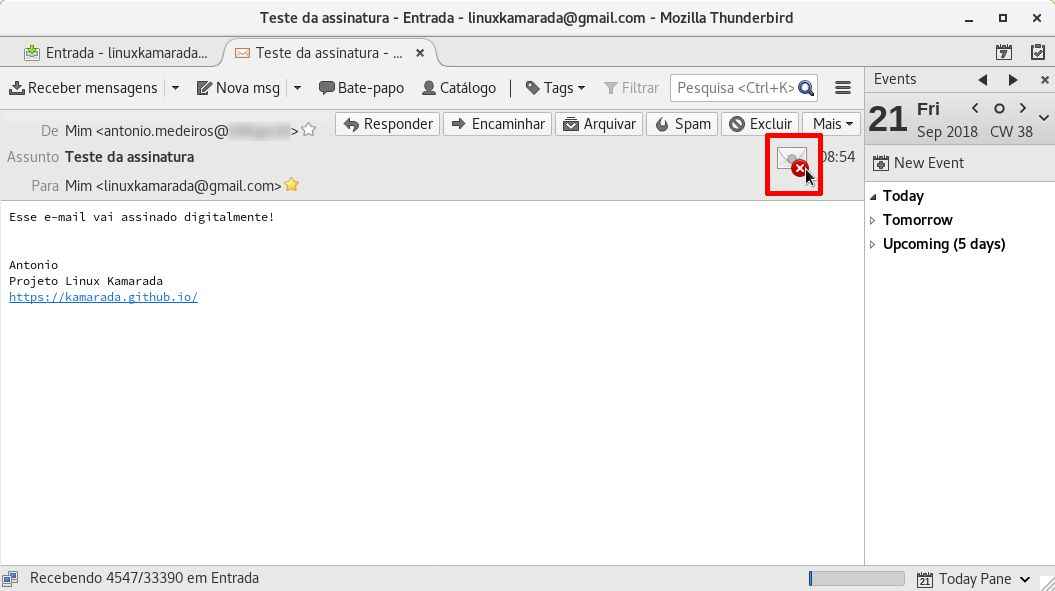 Teste da assinatura - Entrada - linuxkamarada@gmail.com - Mozilla Thunderbird
Entrada - linuxkamarada...
Teste da assinatura - ...
7
Receber mensagens
Nova msg
Bate-papo
Catálogo
Tags
Filtrar
Pesquisa <Ctrl+K>
Events
De Mim <antonio.medeiros@ >
Responder
Encaminhar
Arquivar
Spam
Excluir
Mais
21
Fri
Sep 2018 CW 38
Assunto Teste da assinatura
08:54
Para Mim <linuxkamarada@gmail.com>
New Event
Today
Tomorrow
Upcoming (5 days)
Esse e-mail vai assinado digitalmente!
Antonio
Projeto Linux Kamarada
https://kamarada.github.io/
Recebendo 4547/33390 em Entrada
21
Today Pane